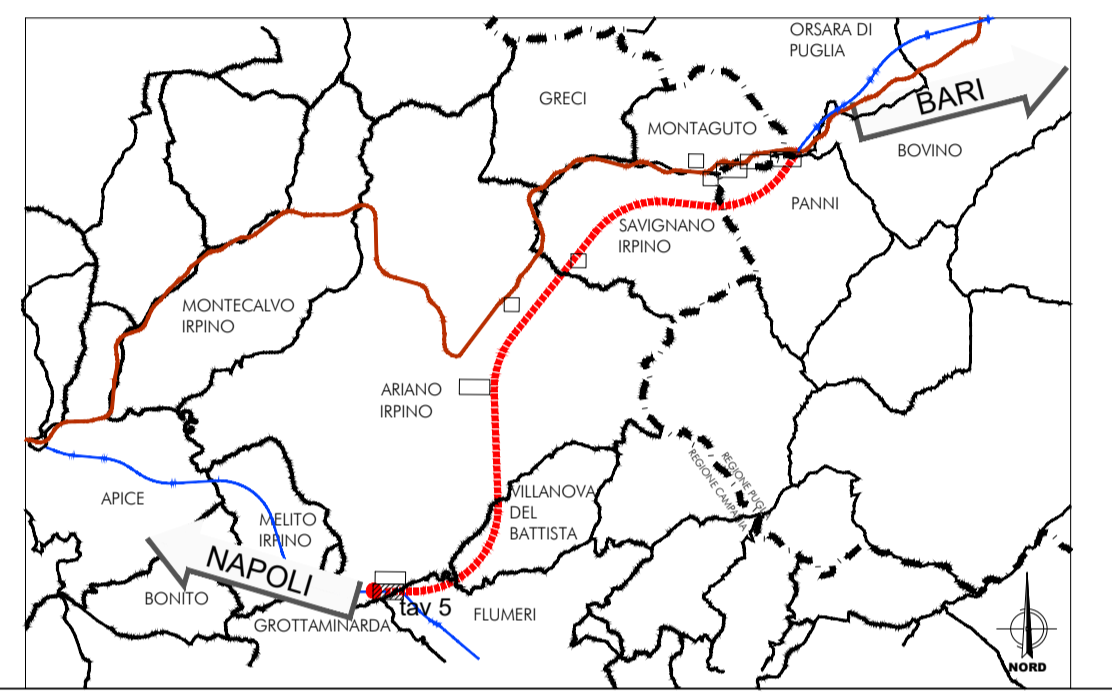 ORSARA DI
PUGLIA
BARI
GRECI
MONTAGUTO
BOVINO
PANNI
SAVIGNANO
IRPINO
MONTECALVO
IRPINO
ARIANO
IRPINO
REGIONE PUGLIA
REGIONE CAMPANIA
APICE
VILLANOVA
DEL
BATTISTA
MELITO
IRPINO
NAPOLI
BONITO
tav 5
GROTTAMINARDA
FLUMERI
NORD